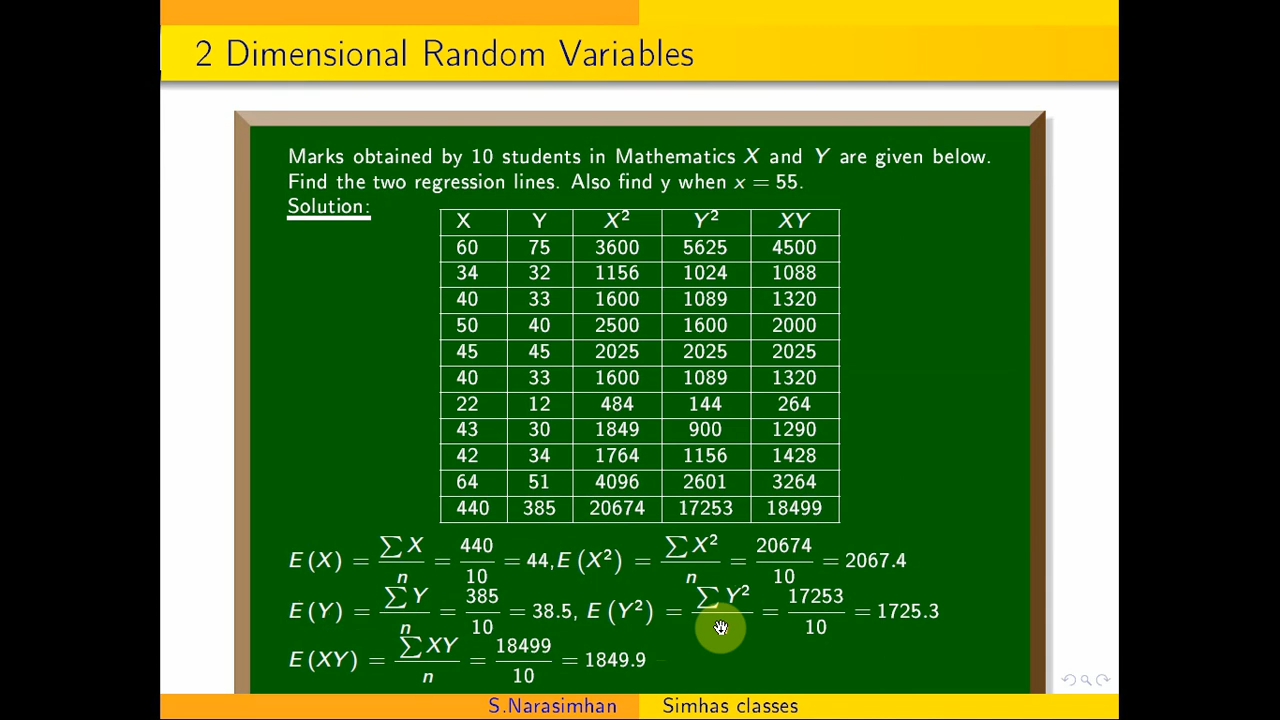 2 Dimensional Random Variables
Marks obtained by 10 students in Mathematics X and Y are given below.
Find the two regression lines. Also find y when x = 55.
Solution:
X Y X² Y² XY
60 75 3600 5625 4500
34 32 1156 1024 1088
40 33 1600 1089 1320
50 40 2500 1600 2000
45 45 2025 2025 2025
40 33 1600 1089 1320
22 12 484 144 264
43 30 1849 900 1290
42 34 1764 1156 1428
64 51 4096 2601 3264
440 385 20674 17253 18499
E(X) = ∑X/n = 440/10 = 44, E(X²) = ∑X²/n = 20674/10 = 2067.4
E(Y) = ∑Y/n = 385/10 = 38.5, E(Y²) = ∑Y²/ = 17253/10 = 1725.3
E(XY) = ∑XY/n = 18499/10 = 1849.9
S.Narasimhan Simhas classes